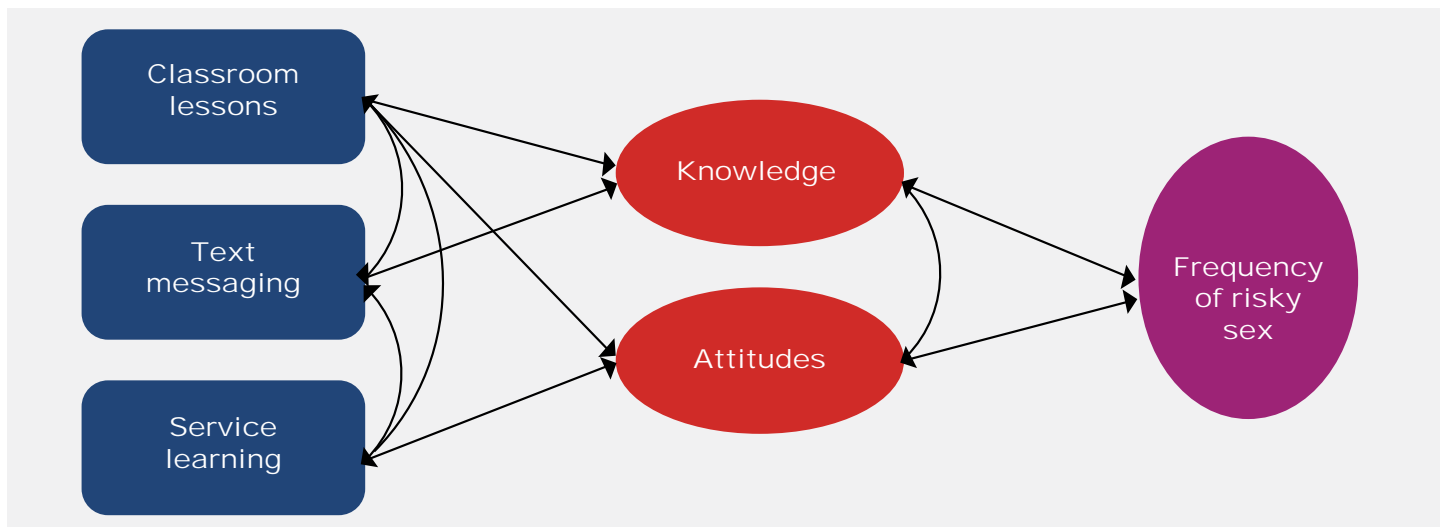 Classroom
lessons
Text
messaging
Service
learning
Knowledge
Attitudes
Frequency
of risky
sex